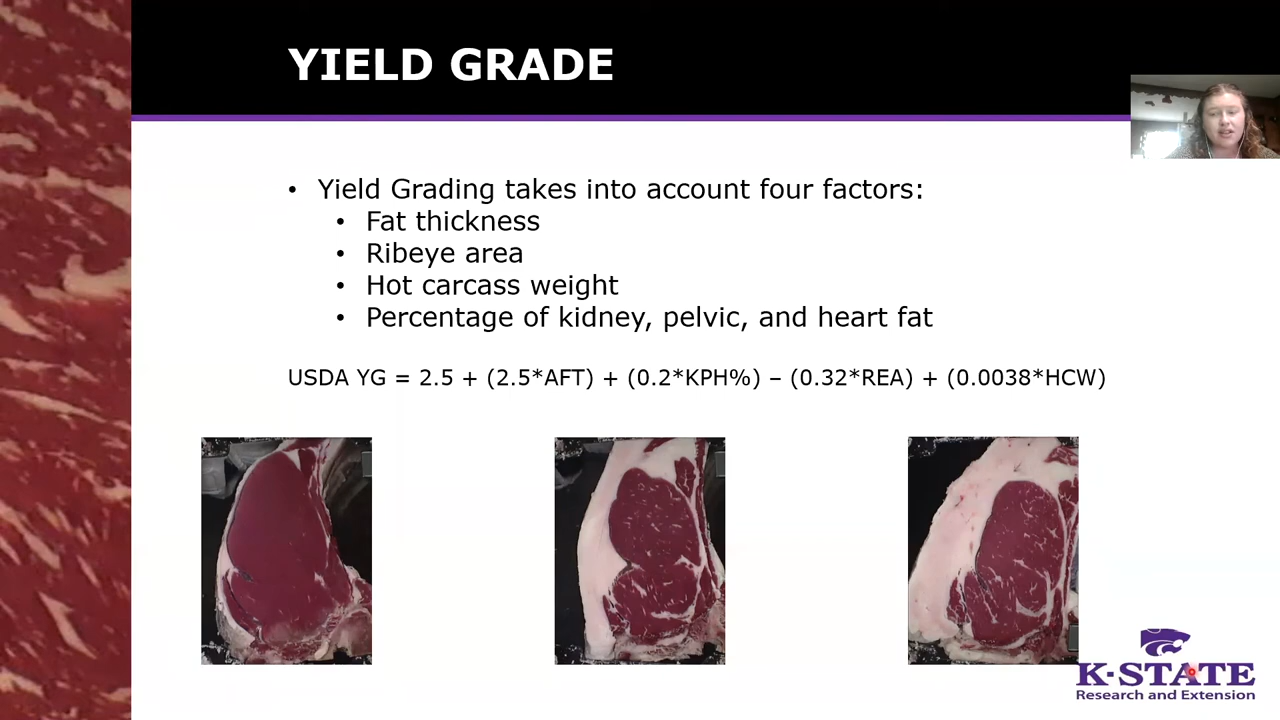 YIELD GRADE
• Yield Grading takes into account four factors:
• Fat thickness
• Ribeye area
• Hot carcass weight
• Percentage of kidney, pelvic, and heart fat
USDA YG = 2.5 + (2.5*AFT) + (0.2*KPH%) – (0.32*REA) + (0.0038*HCW)
K-STATE
Research and Extension